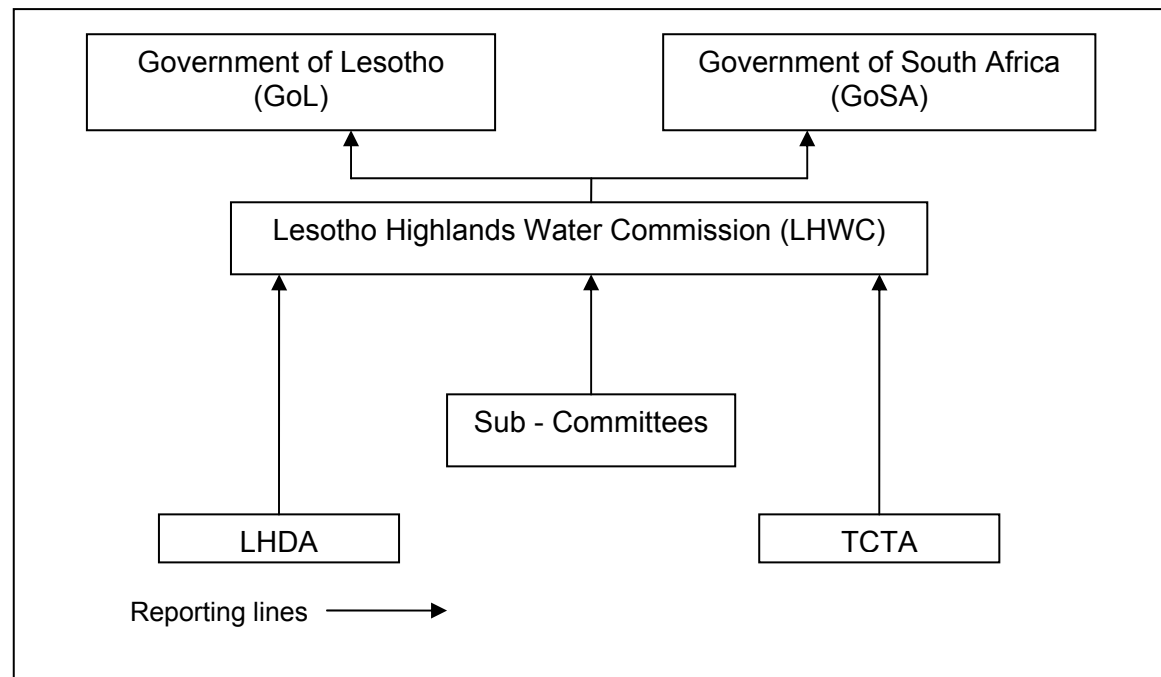 Government of Lesotho
(GoL)
Government of South Africa
(GoSA)
Lesotho Highlands Water Commission (LHWC)
Sub - Committees
LHDA
TCTA
Reporting lines